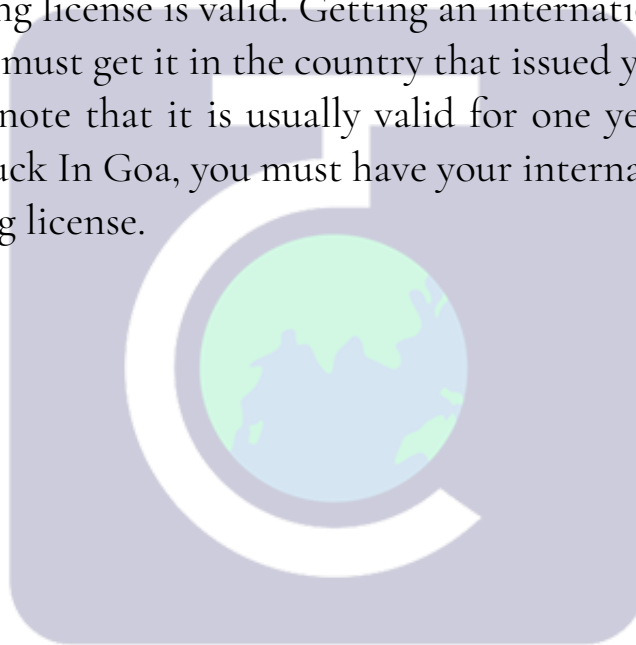 ng license is valid. Getting an internati
must get it in the country that issued y
note that it is usually valid for one ye
uck In Goa, you must have your interna
g license.